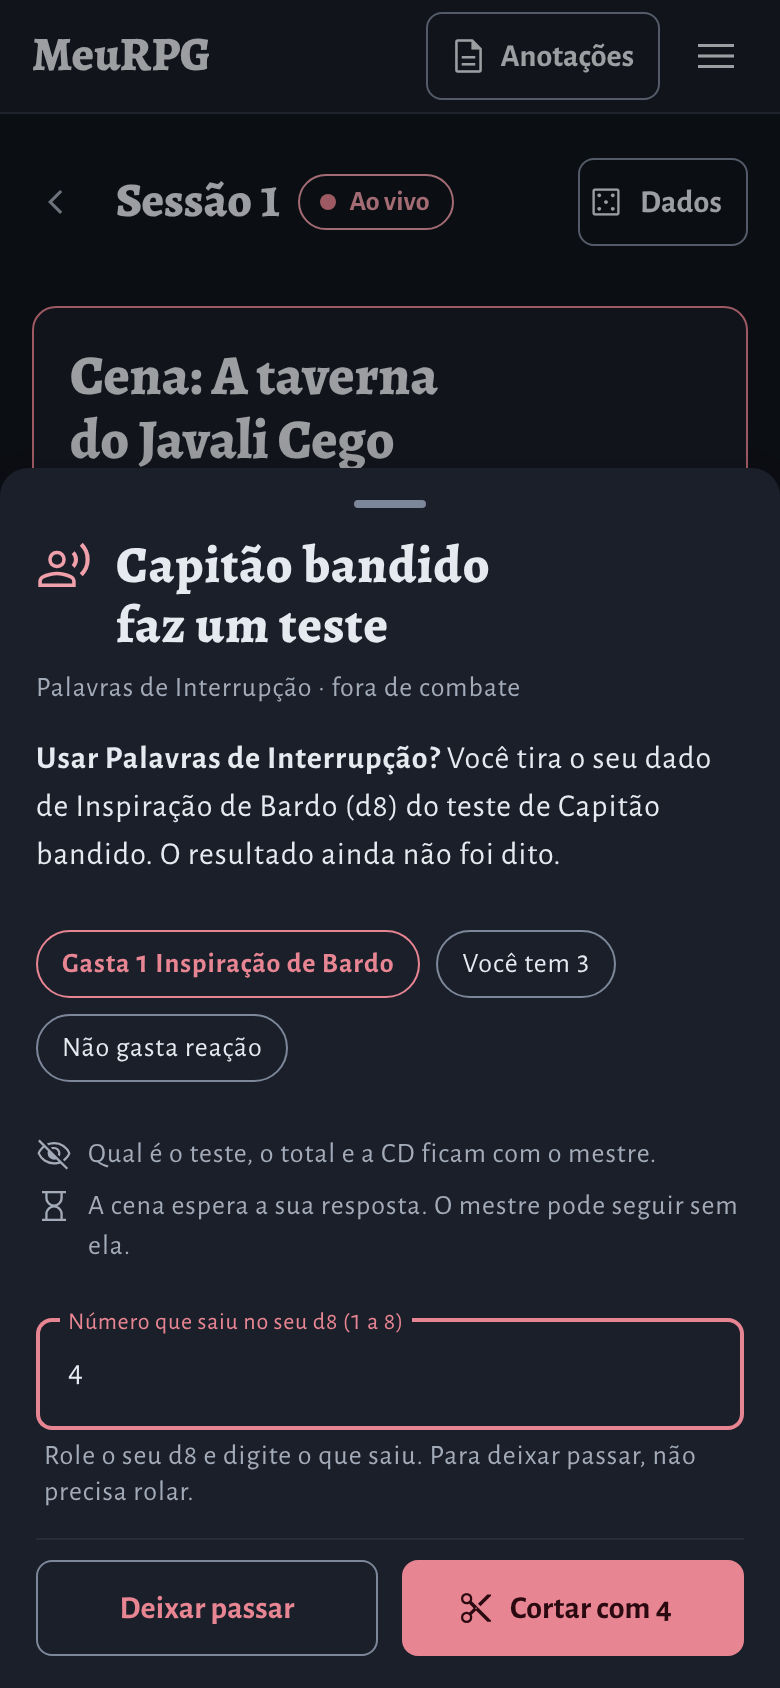 MeuRPG
Anotações
Sessão 1
Ao vivo
Dados
Cena: A taverna
do Javali Cego
Capitão bandido
faz um teste
Palavras de Interrupção · fora de combate
Usar Palavras de Interrupção? Você tira o seu dado
de Inspiração de Bardo (d8) do teste de Capitão
bandido. O resultado ainda não foi dito.
Gasta 1 Inspiração de Bardo
Você tem 3
Não gasta reação
Qual é o teste, o total e a CD ficam com o mestre.
A cena espera a sua resposta. O mestre pode seguir sem
ela.
Número que saiu no seu d8 (1 a 8)
4
Role o seu d8 e digite o que saiu. Para deixar passar, não
precisa rolar.
Deixar passar
Cortar com 4